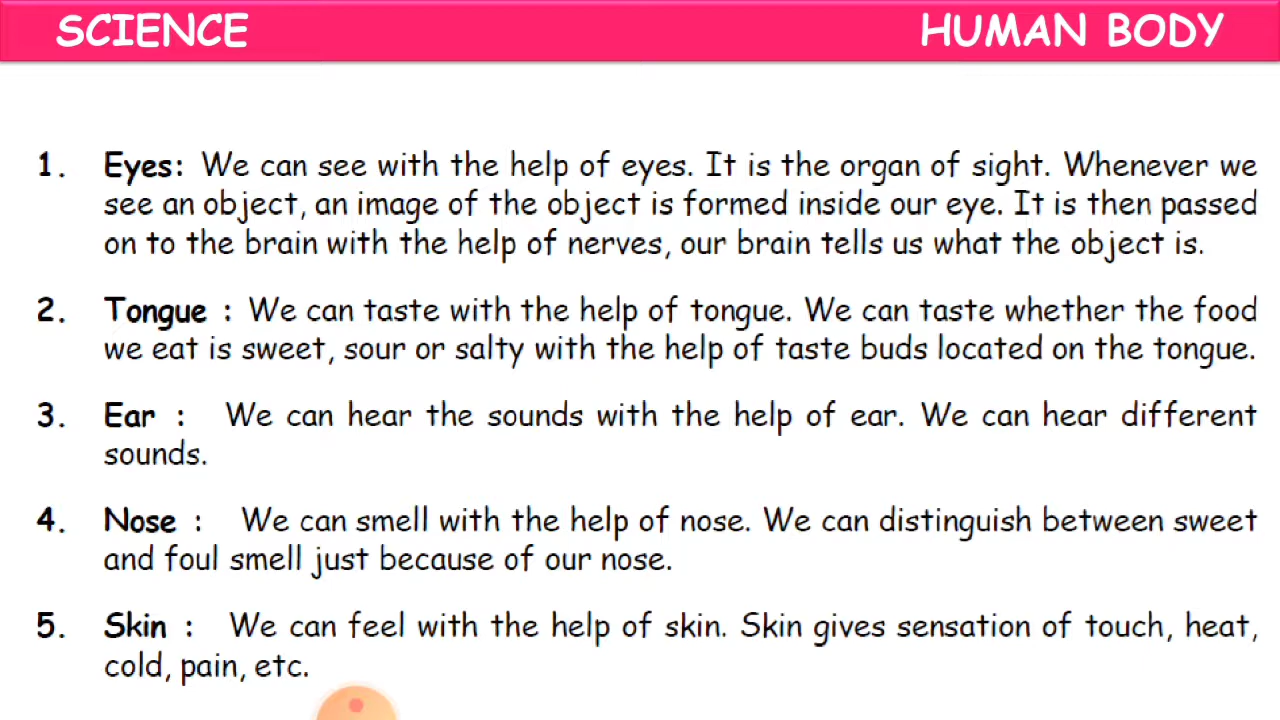 SCIENCE HUMAN BODY
1. Eyes: We can see with the help of eyes. It is the organ of sight. Whenever we
see an object, an image of the object is formed inside our eye. It is then passed
on to the brain with the help of nerves, our brain tells us what the object is.
2. Tongue : We can taste with the help of tongue. We can taste whether the food
we eat is sweet, sour or salty with the help of taste buds located on the tongue.
3. Ear : We can hear the sounds with the help of ear. We can hear different
sounds.
4. Nose : We can smell with the help of nose. We can distinguish between sweet
and foul smell just because of our nose.
5. Skin : We can feel with the help of skin. Skin gives sensation of touch, heat,
cold, pain, etc.